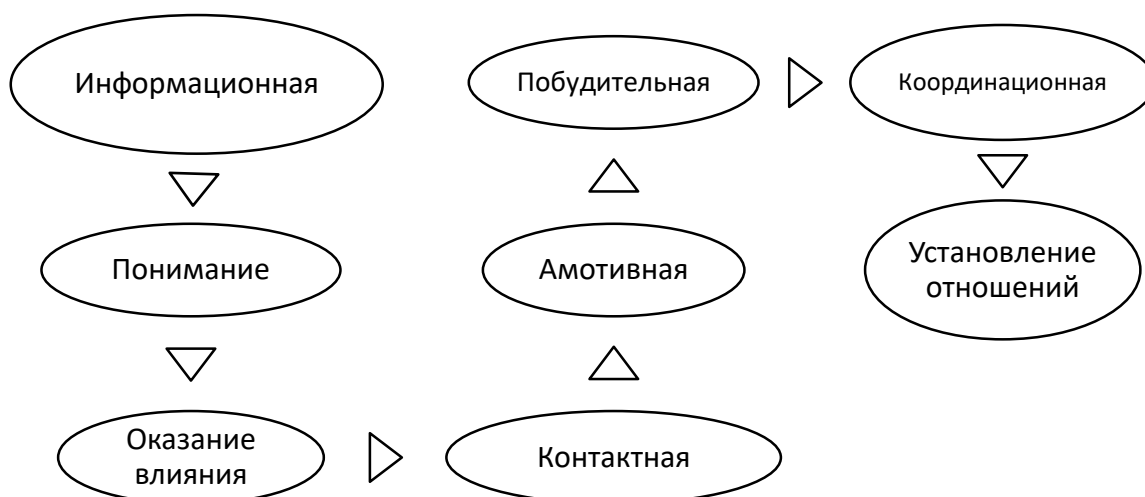 Информационная
Понимание
Оказание
влияния
Контактная
Амотивная
Побудительная
Координационная
Установление
отношений